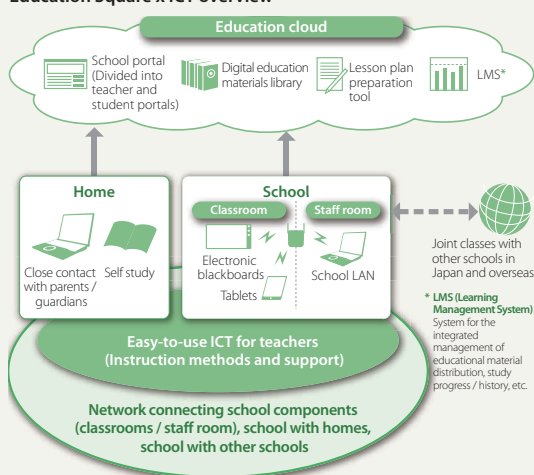 Education cloud
School portal
(Divided into
teacher and
student portals)
Digital education
materials library
Lesson plan
preparation
tool
LMS*
Home
Close contact
with parents /
guardians
Self study
School
Classroom
Staff room
Electronic
blackboards
Tablets
School LAN
Joint classes with
other schools in
Japan and overseas
* LMS (Learning
Management System)
System for the
integrated
management of
educational material
distribution, study
progress / history, etc.
Easy-to-use ICT for teachers
(Instruction methods and support)
Network connecting school components
(classrooms / staff room), school with homes,
school with other schools